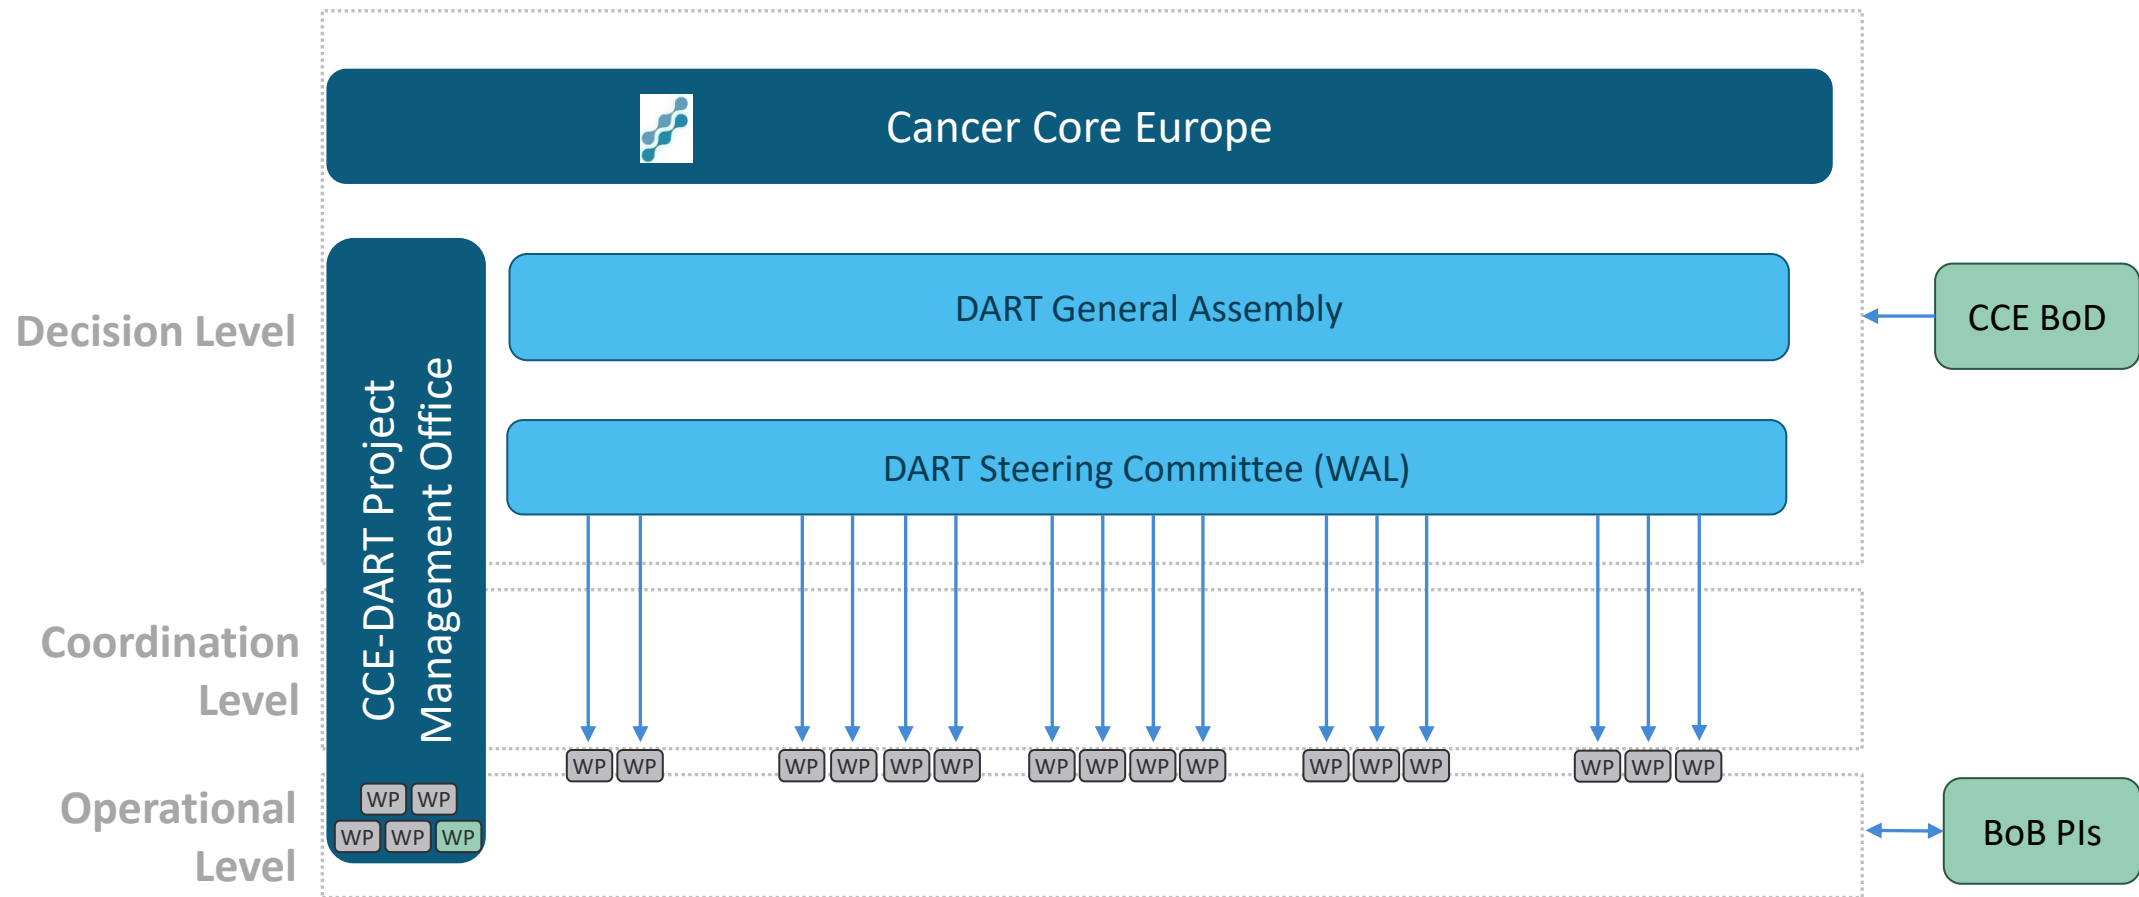 Cancer Core Europe
Decision Level
DART General Assembly
CCE BoD
DART Steering Committee (WAL)
CCE-DART Project
Management Office
Coordination
Level
WP WP WP WP WP WP WP WP WP WP WP WP WP WP WP WP
Operational
Level
WP WP
WP WP WP
BoB PIs